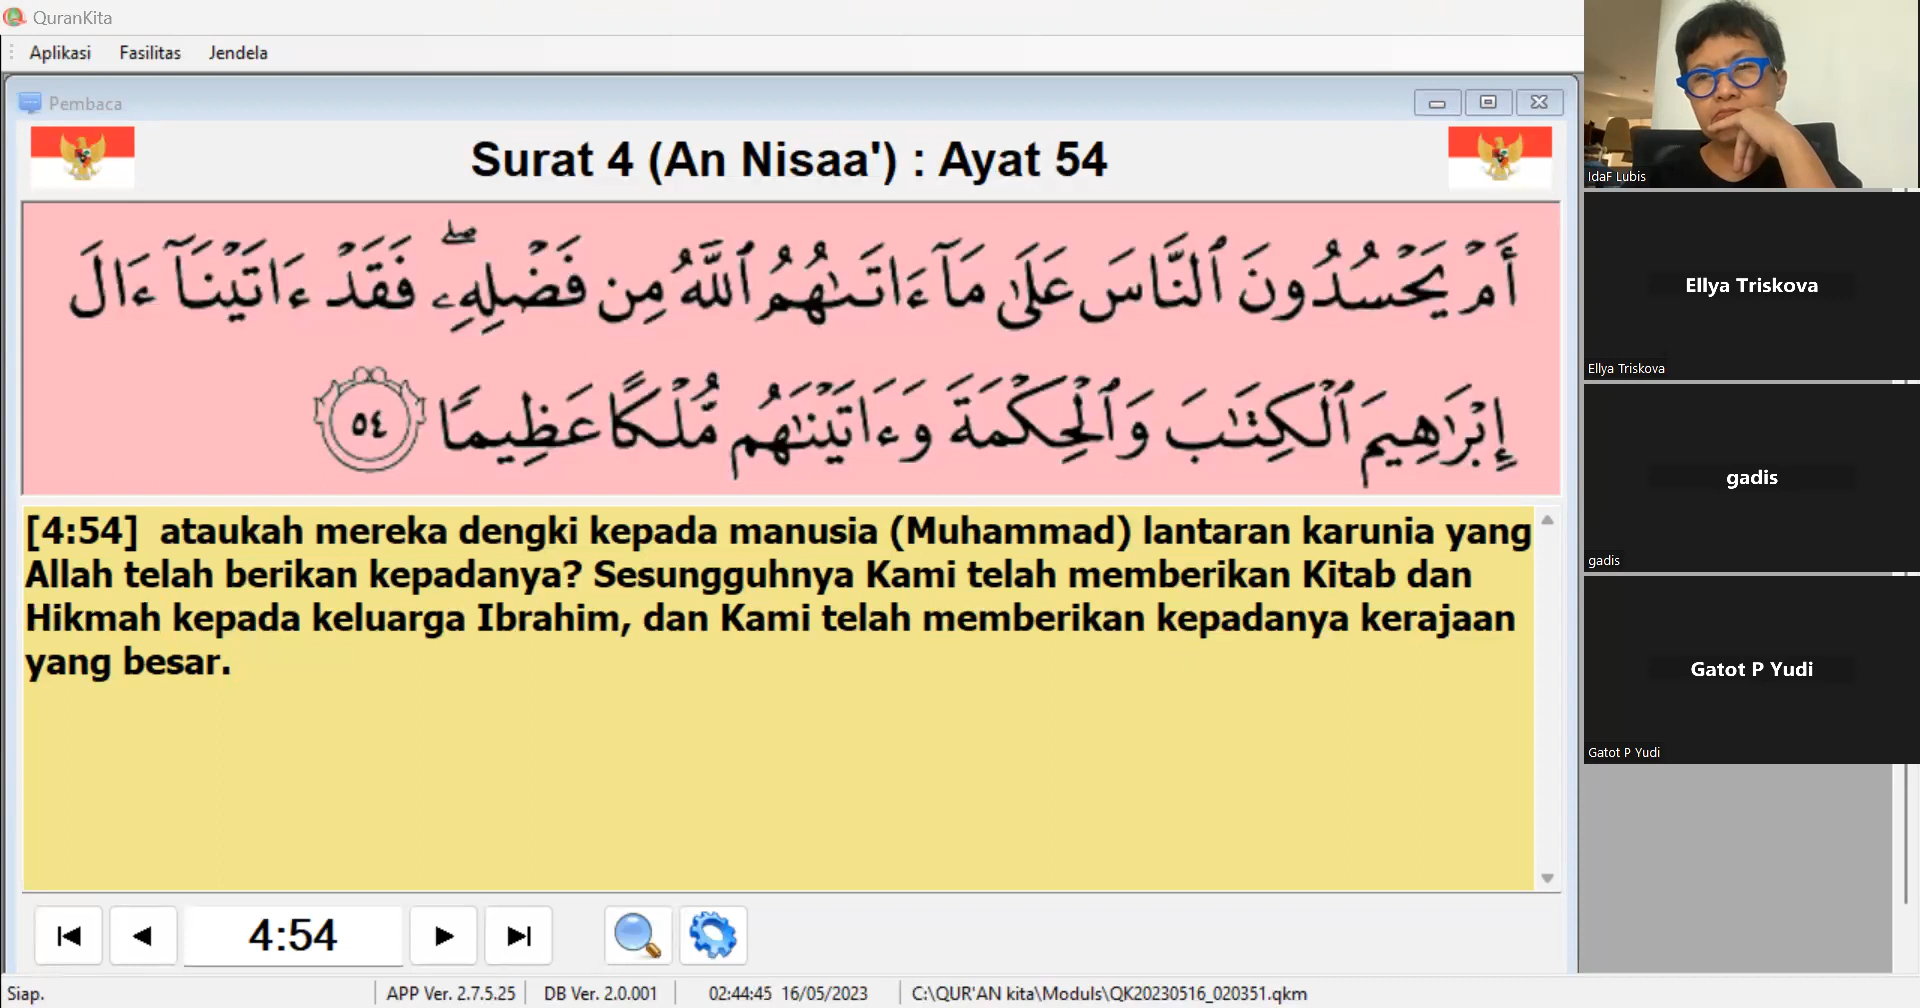 QuranKita
Aplikasi Fasilitas Jendela
Pembaca
Surat 4 (An Nisaa') : Ayat 54
أَمْ يَحْسُدُونَ ٱلنَّاسَ عَلَىٰ مَآ ءَاتَىٰهُمُ ٱللَّهُ مِن فَضْلِهِۦ ۖ فَقَدْ ءَاتَيْنَآ ءَالَ
إِبْرَٰهِيمَ ٱلْكِتَـٰبَ وَٱلْحِكْمَةَ وَءَاتَيْنَـٰهُم مُّلْكًا عَظِيمًا ٥٤
[4:54] ataukah mereka dengki kepada manusia (Muhammad) lantaran karunia yang
Allah telah berikan kepadanya? Sesungguhnya Kami telah memberikan Kitab dan
Hikmah kepada keluarga Ibrahim, dan Kami telah memberikan kepadanya kerajaan
yang besar.
4:54
Siap. APP Ver. 2.7.5.25 DB Ver. 2.0.001 02:44:45 16/05/2023 C:\QUR'AN kita\Moduls\QK20230516_020351.qkm
IdaF Lubis
Ellya Triskova
Ellya Triskova
gadis
gadis
Gatot P Yudi
Gatot P Yudi